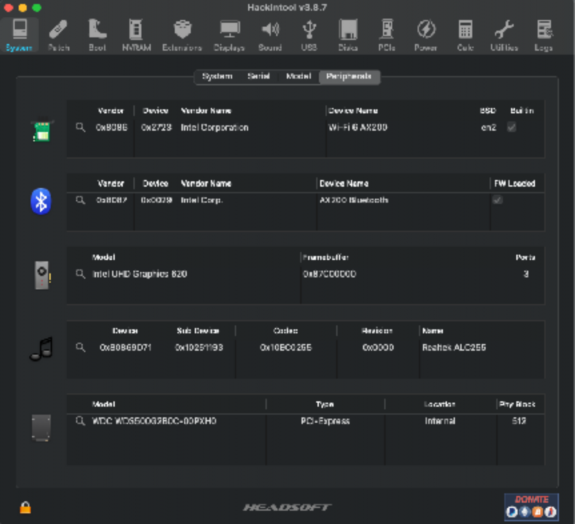 Hackintool v3.8.7
System Patch Boot NVRAM Extensions Displays Sound USB Disks PCIe Power Calc Utilities Logs
System Serial Model Peripherals
Vendor Device Vendor Name Device Name BSD Builtin
0x8086 0x2723 Intel Corporation Wi-Fi 6 AX200 en2
Vendor Device Vendor Name Device Name FW Loaded
0x8087 0x0029 Intel Corp. AX200 Bluetooth
Model Framebuffer Ports
Intel UHD Graphics 620 0x87C00000 3
Device Sub Device Codec Revision Name
0x80869D71 0x10251193 0x10EC0255 0x0000 Realtek ALC255
Model Type Location Phy Block
WDC WDS500G2B0C-00PXH0 PCI-Express Internal 512
HEADSOFT
DONATE